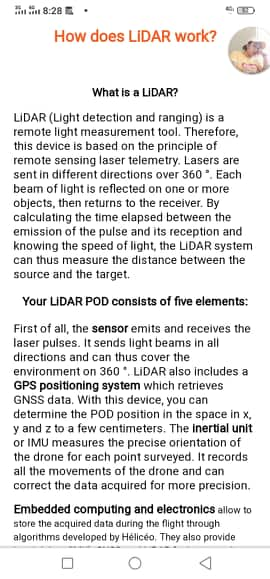 8:28
How does LiDAR work?
What is a LiDAR?
LiDAR (Light detection and ranging) is a
remote light measurement tool. Therefore,
this device is based on the principle of
remote sensing laser telemetry. Lasers are
sent in different directions over 360 °. Each
beam of light is reflected on one or more
objects, then returns to the receiver. By
calculating the time elapsed between the
emission of the pulse and its reception and
knowing the speed of light, the LiDAR system
can thus measure the distance between the
source and the target.
Your LiDAR POD consists of five elements:
First of all, the sensor emits and receives the
laser pulses. It sends light beams in all
directions and can thus cover the
environment on 360 °. LiDAR also includes a
GPS positioning system which retrieves
GNSS data. With this device, you can
determine the POD position in the space in x,
y and z to a few centimeters. The inertial unit
or IMU measures the precise orientation of
the drone for each point surveyed. It records
all the movements of the drone and can
correct the data acquired for more precision.
Embedded computing and electronics allow to
store the acquired data during the flight through
algorithms developed by Hélicéo. They also provide